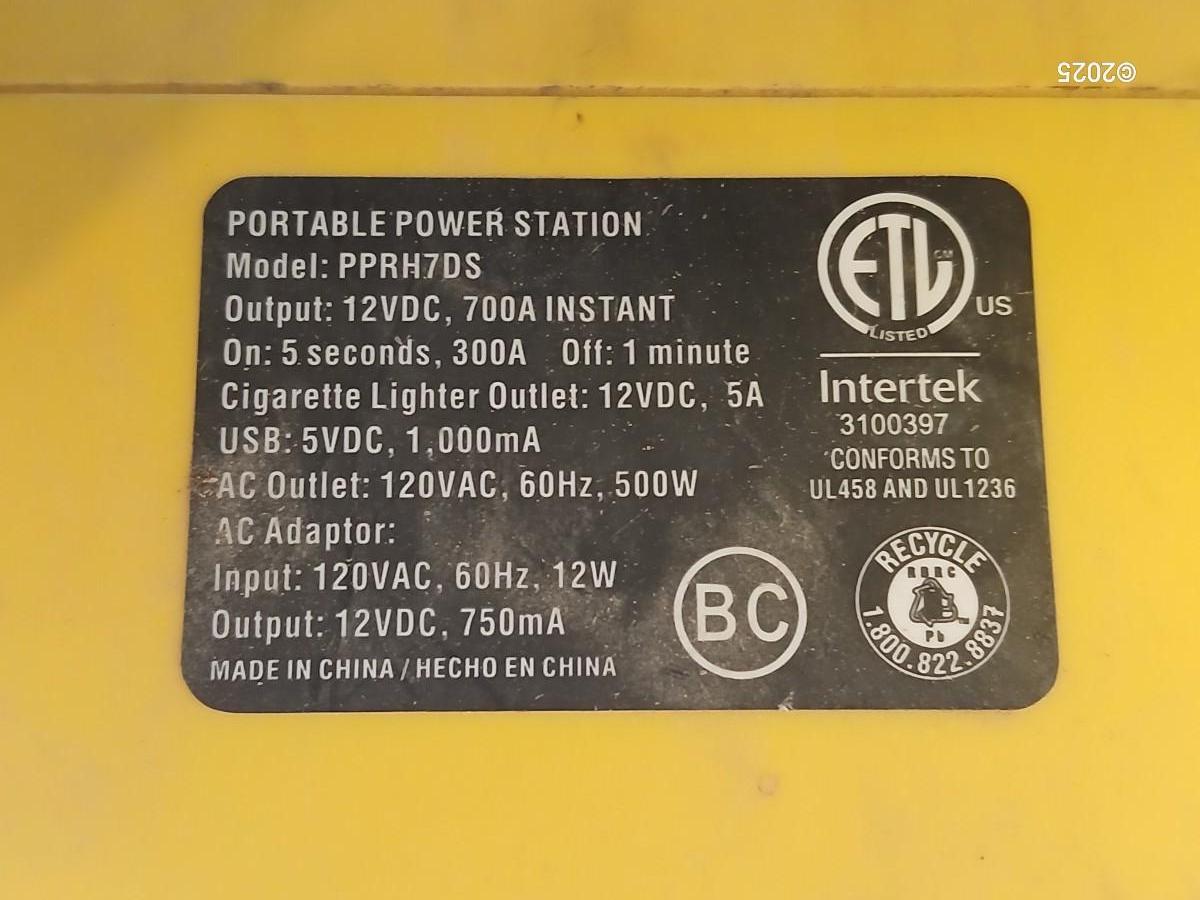 ©2025
PORTABLE POWER STATION
Model: PPRH7DS
Output: 12VDC, 700A INSTANT
On: 5 seconds, 300A Off: 1 minute
Cigarette Lighter Outlet: 12VDC, 5A
USB: 5VDC, 1,000mA
AC Outlet: 120VAC, 60Hz, 500W
AC Adaptor:
Input: 120VAC, 60Hz, 12W
Output: 12VDC, 750mA
MADE IN CHINA / HECHO EN CHINA
ETL CM
US
LISTED
Intertek
3100397
CONFORMS TO
UL458 AND UL1236
BC
RECYCLE
RBRC
TM
Pb
1.800.822.8837